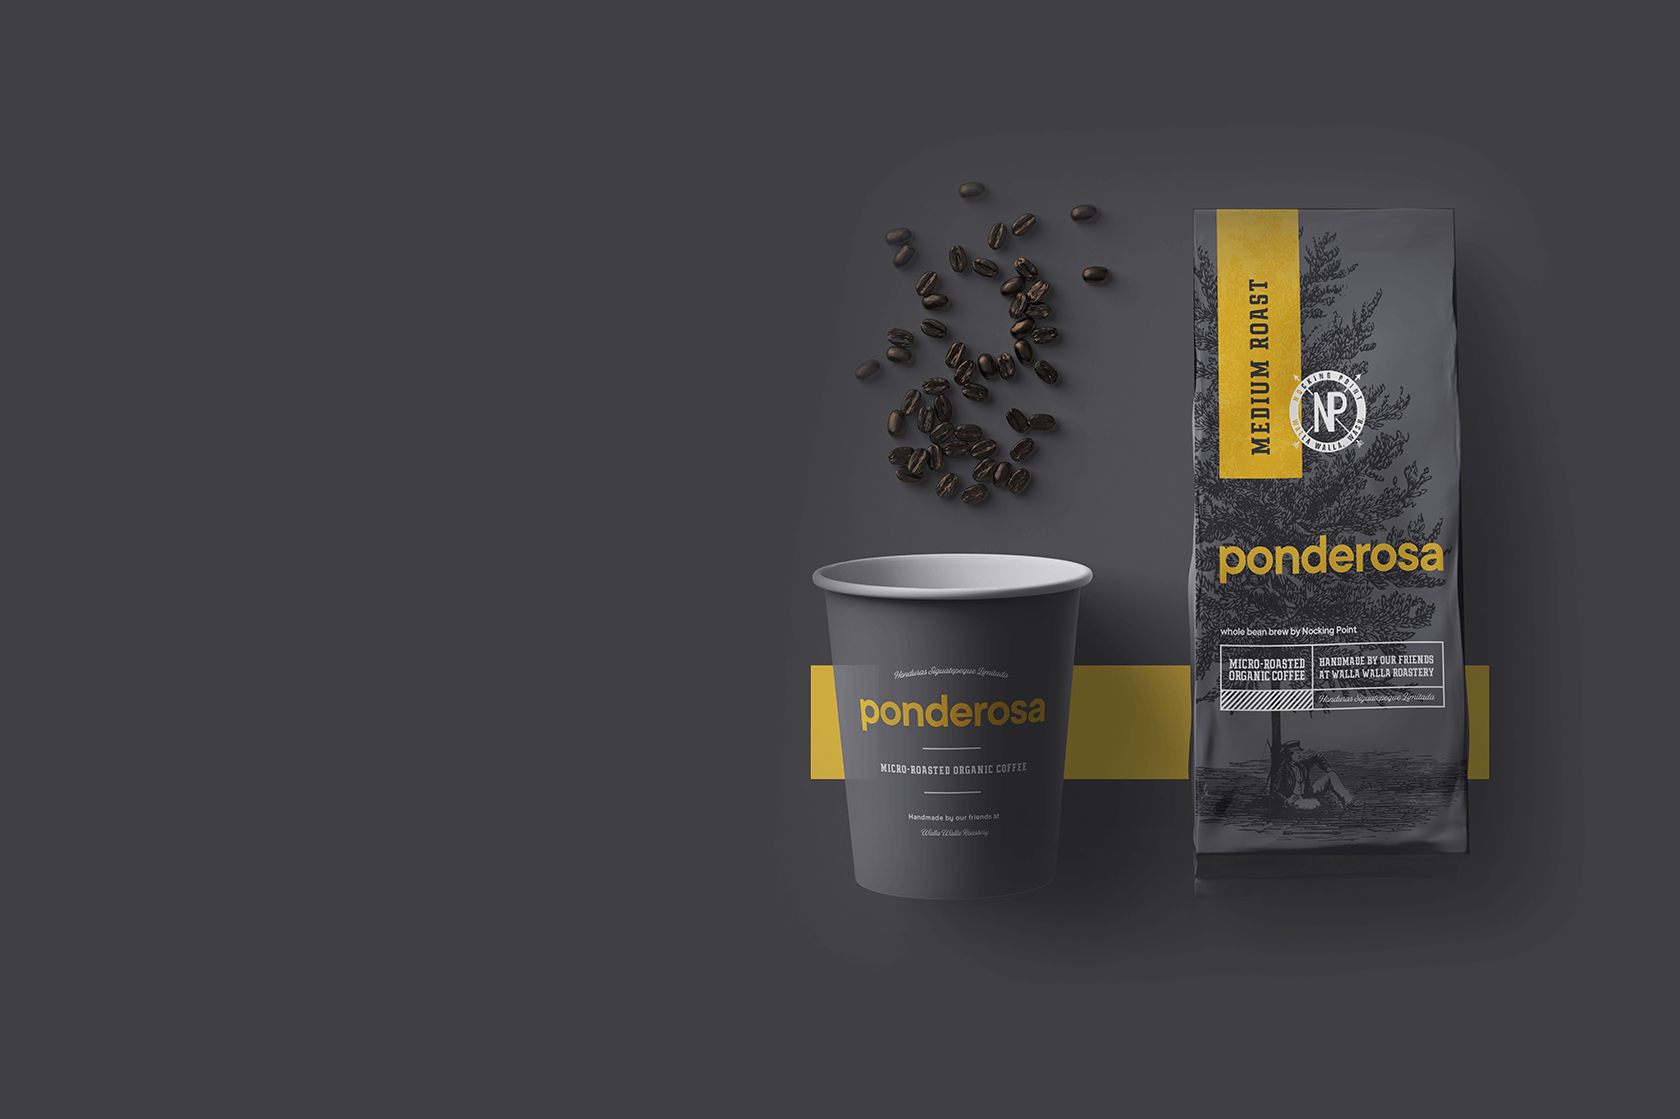 Honduras Siguatepeque Limitada
ponderosa
MICRO-ROASTED ORGANIC COFFEE
Handmade by our friends at
Walla Walla Roastery
MEDIUM ROAST
NOCKING POINT
NP
WALLA WALLA WASH.
ponderosa
whole bean brew by Nocking Point
MICRO-ROASTED
ORGANIC COFFEE
HANDMADE BY OUR FRIENDS
AT WALLA WALLA ROASTERY
Honduras Siguatepeque Limitada